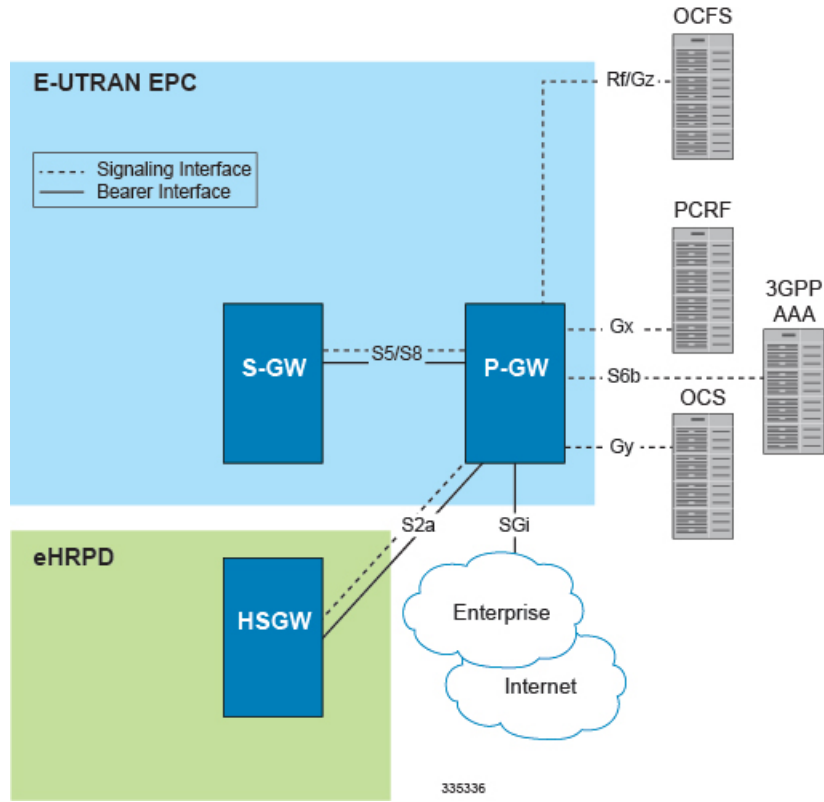 OCFS
E-UTRAN EPC
Rf/Gz
Signaling Interface
Bearer Interface
PCRF
3GPP
AAA
Gx
S-GW
S5/S8
P-GW
S6b
OCS
Gy
S2a
SGi
eHRPD
HSGW
Enterprise
Internet
335336